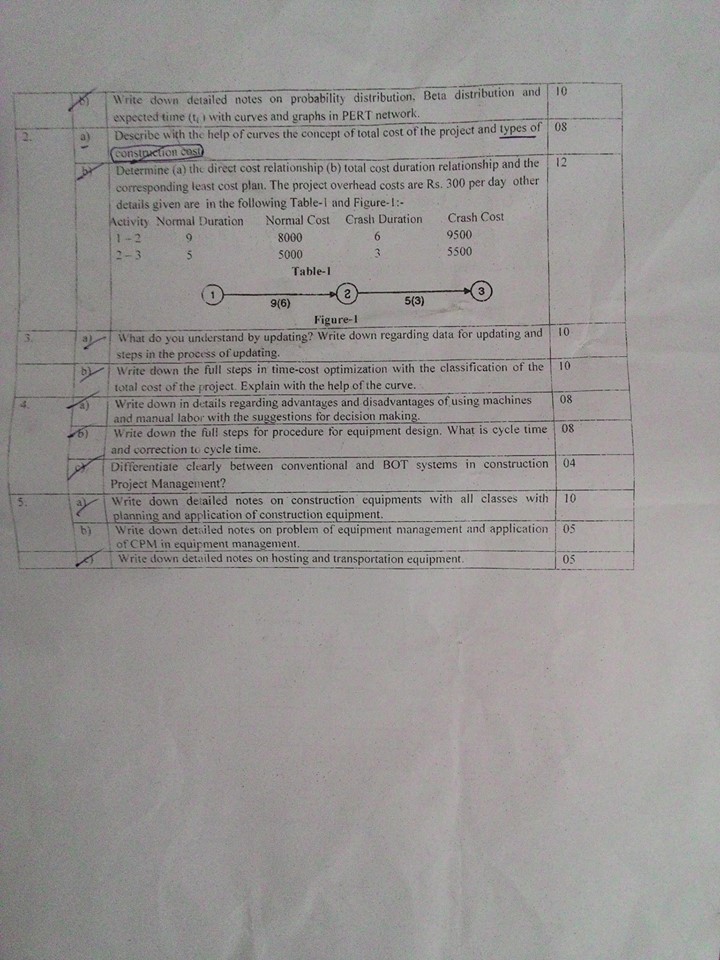 b) Write down detailed notes on probability distribution, Beta distribution and 10
expected time (t, ) with curves and graphs in PERT network.
2. a) Describe with the help of curves the concept of total cost of the project and types of 08
construction cost
b) Determine (a) the direct cost relationship (b) total cost duration relationship and the 12
corresponding least cost plan. The project overhead costs are Rs. 300 per day other
details given are in the following Table-1 and Figure-1:-
Activity Normal Duration Normal Cost Crash Duration Crash Cost
1 - 2 9 8000 6 9500
2 - 3 5 5000 3 5500
Table-1
1 2 3
9(6) 5(3)
Figure-1
3. a) What do you understand by updating? Write down regarding data for updating and 10
steps in the process of updating.
b) Write down the full steps in time-cost optimization with the classification of the 10
total cost of the project. Explain with the help of the curve.
4. a) Write down in details regarding advantages and disadvantages of using machines 08
and manual labor with the suggestions for decision making.
b) Write down the full steps for procedure for equipment design. What is cycle time 08
and correction to cycle time.
c) Differentiate clearly between conventional and BOT systems in construction 04
Project Management?
5. a) Write down detailed notes on construction equipments with all classes with 10
planning and application of construction equipment.
b) Write down detailed notes on problem of equipment management and application 05
of CPM in equipment management.
c) Write down detailed notes on hosting and transportation equipment. 05